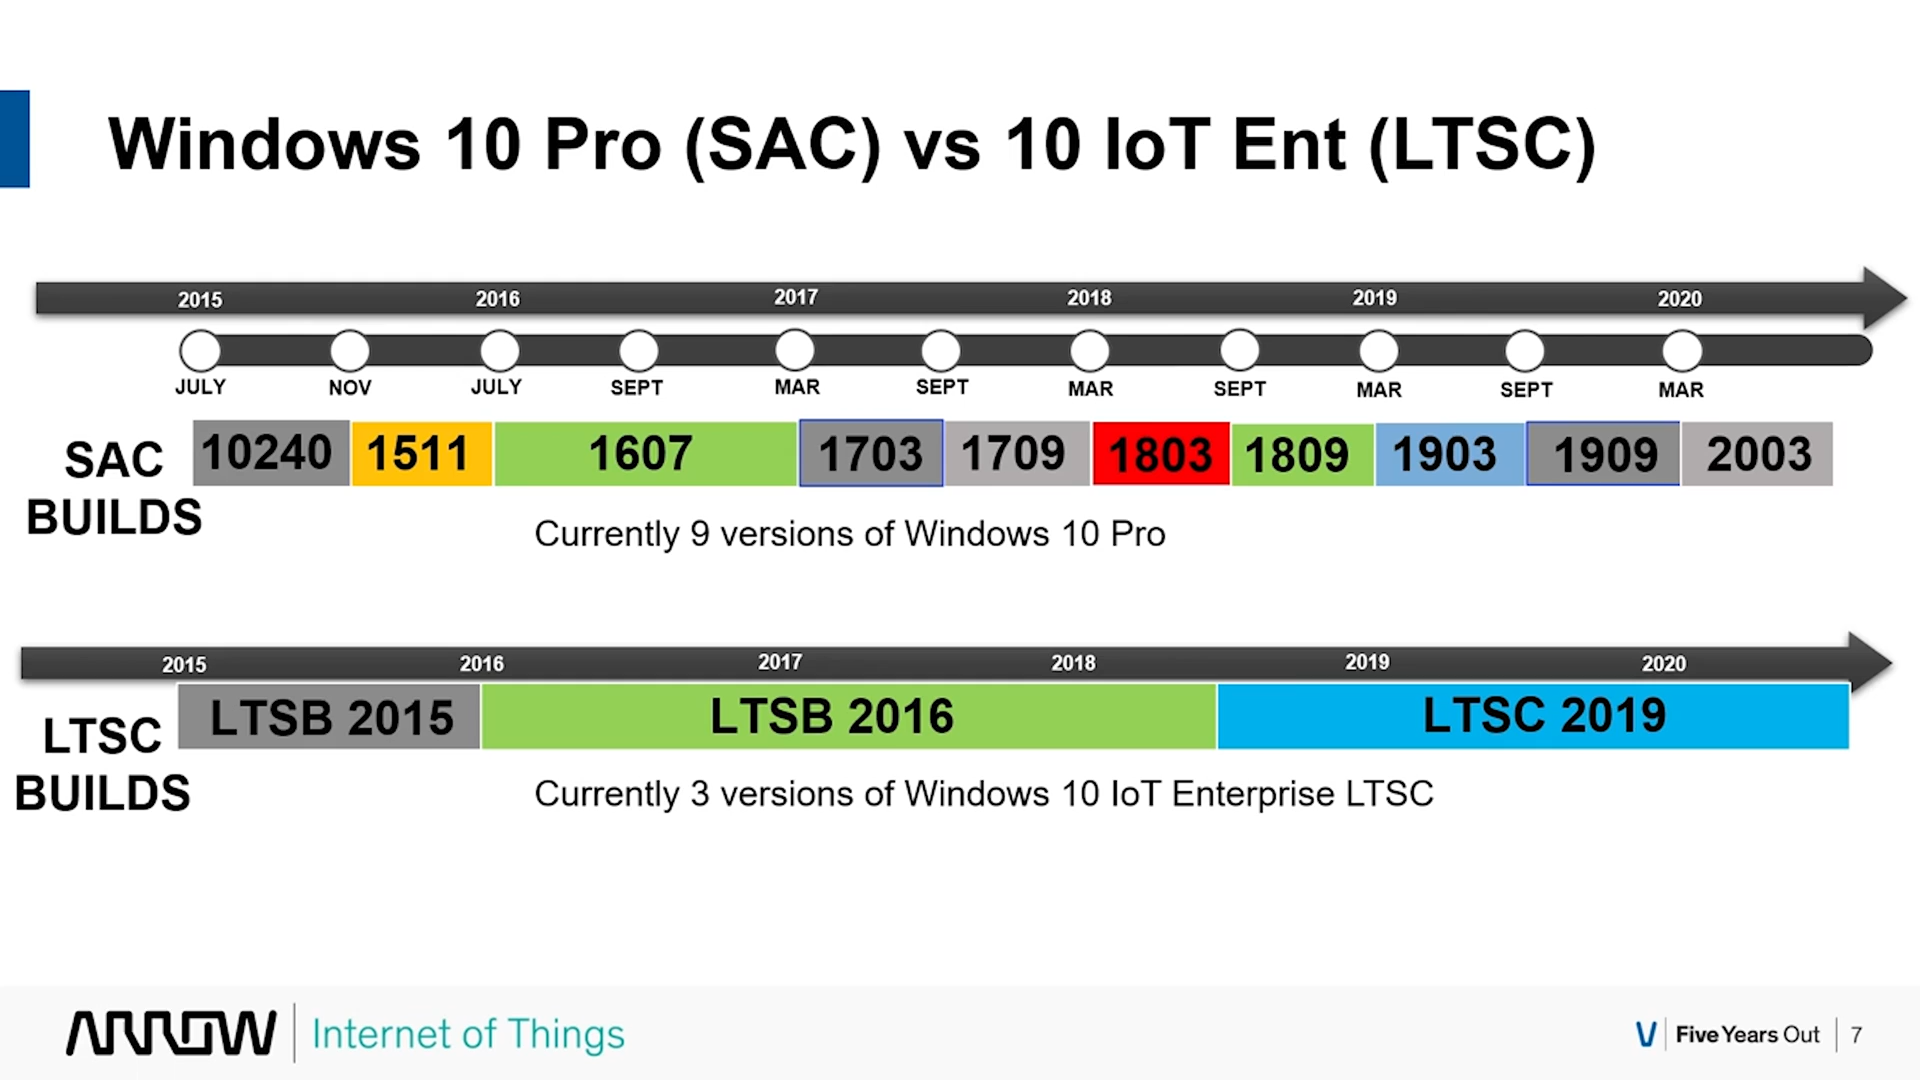 Windows 10 Pro (SAC) vs 10 IoT Ent (LTSC)
2015 2016 2017 2018 2019 2020
JULY NOV JULY SEPT MAR SEPT MAR SEPT MAR SEPT MAR
SAC BUILDS
10240 1511 1607 1703 1709 1803 1809 1903 1909 2003
Currently 9 versions of Windows 10 Pro
2015 2016 2017 2018 2019 2020
LTSC BUILDS
LTSB 2015 LTSB 2016 LTSC 2019
Currently 3 versions of Windows 10 IoT Enterprise LTSC
ARROW Internet of Things
Five Years Out 7